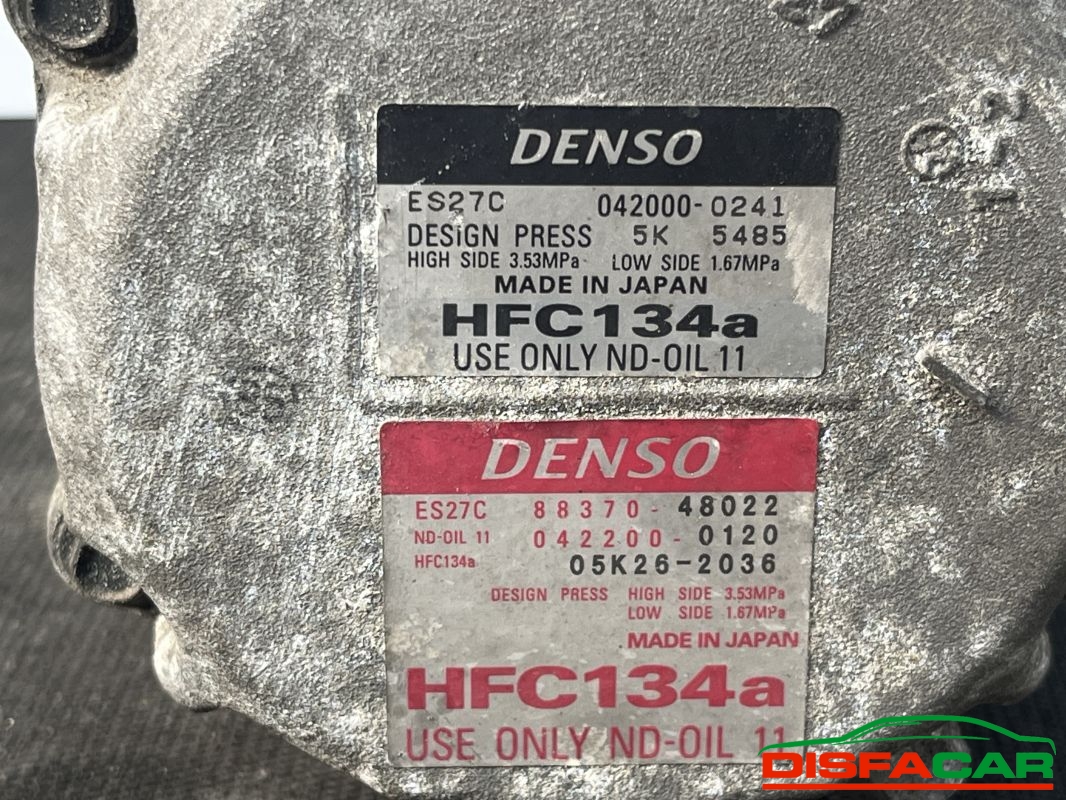 DENSO
ES27C 042000-0241
DESIGN PRESS 5K 5485
HIGH SIDE 3.53MPa LOW SIDE 1.67MPa
MADE IN JAPAN
HFC134a
USE ONLY ND-OIL 11
DENSO
ES27C 88370-48022
ND-OIL 11 042200-0120
HFC134a 05K26-2036
DESIGN PRESS HIGH SIDE 3.53MPa
LOW SIDE 1.67MPa
MADE IN JAPAN
HFC134a
USE ONLY ND-OIL 11
DISFACAR